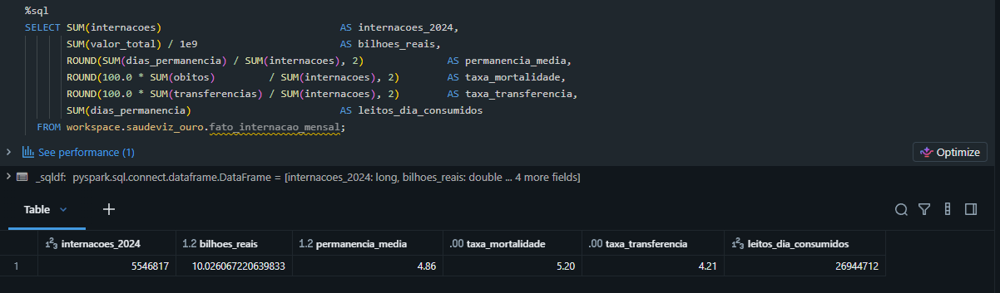 %sql
SELECT SUM(internacoes) AS internacoes_2024,
SUM(valor_total) / 1e9 AS bilhoes_reais,
ROUND(SUM(dias_permanencia) / SUM(internacoes), 2) AS permanencia_media,
ROUND(100.0 * SUM(obitos) / SUM(internacoes), 2) AS taxa_mortalidade,
ROUND(100.0 * SUM(transferencias) / SUM(internacoes), 2) AS taxa_transferencia,
SUM(dias_permanencia) AS leitos_dia_consumidos
FROM workspace.saudeviz_ouro.fato_internacao_mensal;
See performance (1) Optimize
_sqldf: pyspark.sql.connect.dataframe.DataFrame = [internacoes_2024: long, bilhoes_reais: double ... 4 more fields]
Table
123 internacoes_2024 1.2 bilhoes_reais 1.2 permanencia_media .00 taxa_mortalidade .00 taxa_transferencia 123 leitos_dia_consumidos
1 5546817 10.026067220639833 4.86 5.20 4.21 26944712